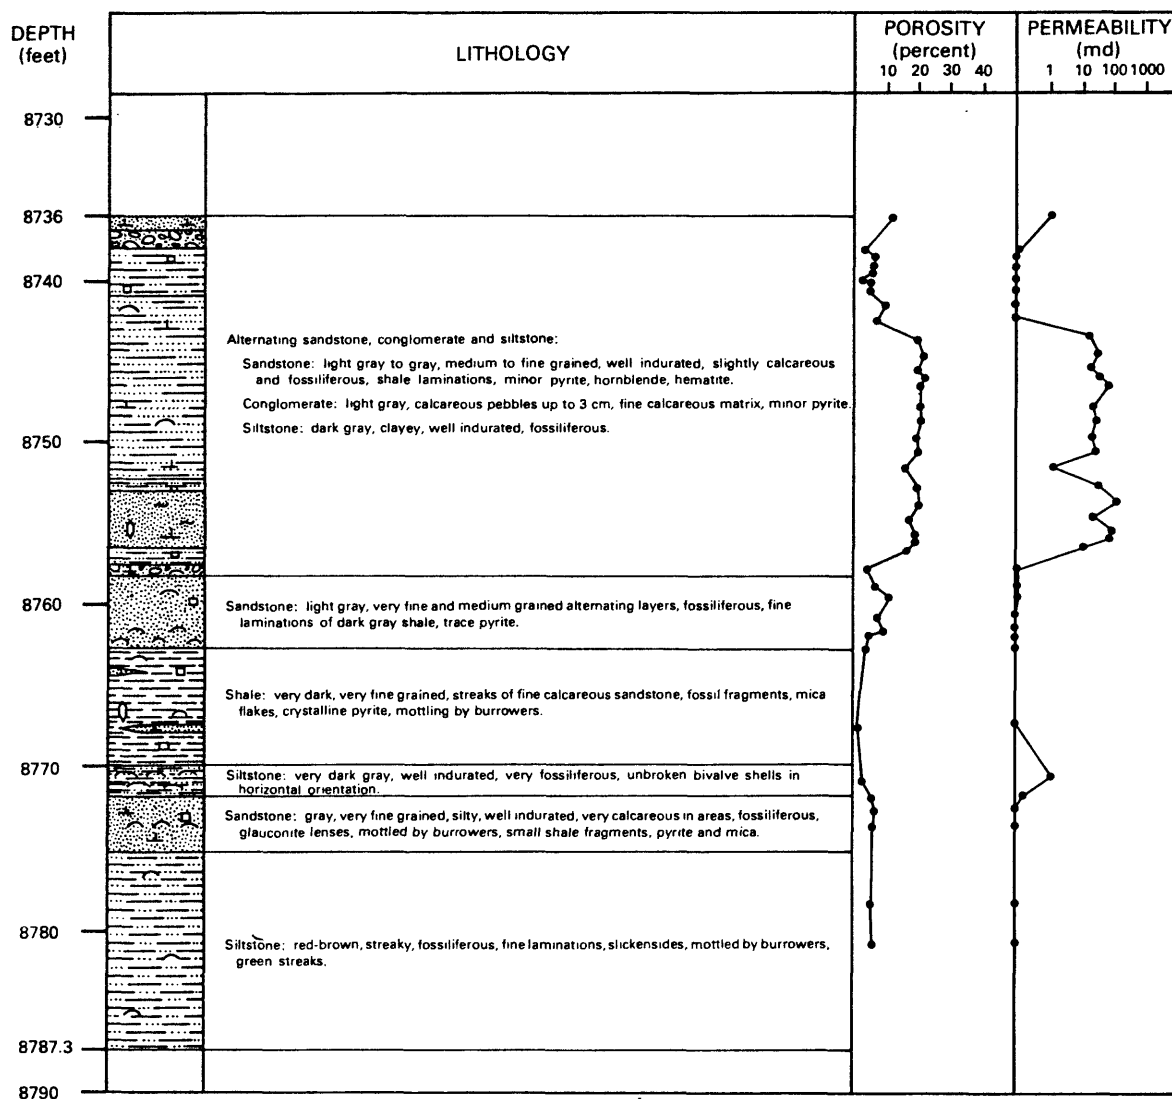 DEPTH
(feet)
LITHOLOGY
POROSITY
(percent)
10 20 30 40
PERMEABILITY
(md)
1 10 100 1000
8730
8736
8740
8750
8760
8770
8780
8787.3
8790
Alternating sandstone, conglomerate and siltstone:
Sandstone: light gray to gray, medium to fine grained, well indurated, slightly calcareous
and fossiliferous, shale laminations, minor pyrite, hornblende, hematite.
Conglomerate: light gray, calcareous pebbles up to 3 cm, fine calcareous matrix, minor pyrite.
Siltstone: dark gray, clayey, well indurated, fossiliferous.
Sandstone: light gray, very fine and medium grained alternating layers, fossiliferous, fine
laminations of dark gray shale, trace pyrite.
Shale: very dark, very fine grained, streaks of fine calcareous sandstone, fossil fragments, mica
flakes, crystalline pyrite, mottling by burrowers.
Siltstone: very dark gray, well indurated, very fossiliferous, unbroken bivalve shells in
horizontal orientation.
Sandstone: gray, very fine grained, silty, well indurated, very calcareous in areas, fossiliferous,
glauconite lenses, mottled by burrowers, small shale fragments, pyrite and mica.
Siltstone: red-brown, streaky, fossiliferous, fine laminations, slickensides, mottled by burrowers,
green streaks.